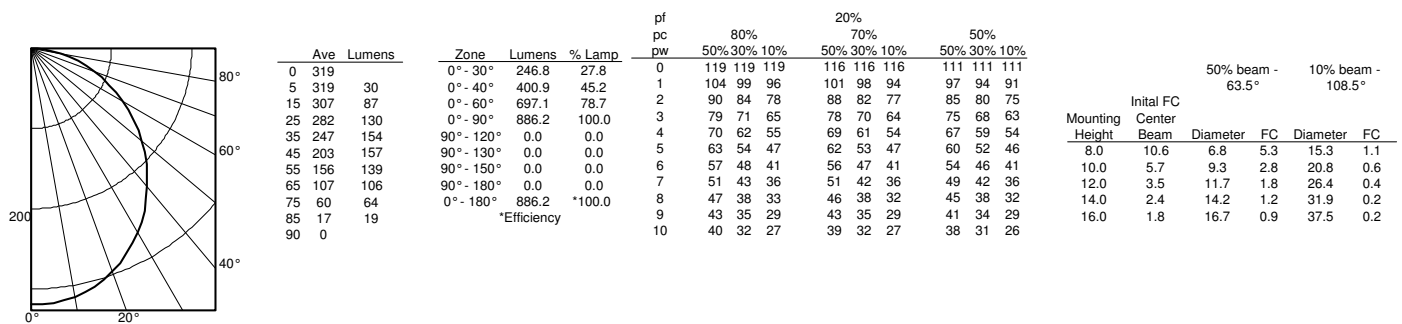 80°
60°
40°
200
0° 20°
Ave Lumens
0 319
5 319 30
15 307 87
25 282 130
35 247 154
45 203 157
55 156 139
65 107 106
75 60 64
85 17 19
90 0
Zone Lumens % Lamp
0° - 30° 246.8 27.8
0° - 40° 400.9 45.2
0° - 60° 697.1 78.7
0° - 90° 886.2 100.0
90° - 120° 0.0 0.0
90° - 130° 0.0 0.0
90° - 150° 0.0 0.0
90° - 180° 0.0 0.0
0° - 180° 886.2 *100.0
*Efficiency
pf 20%
pc 80% 70% 50%
pw 50% 30% 10% 50% 30% 10% 50% 30% 10%
0 119 119 119 116 116 116 111 111 111
1 104 99 96 101 98 94 97 94 91
2 90 84 78 88 82 77 85 80 75
3 79 71 65 78 70 64 75 68 63
4 70 62 55 69 61 54 67 59 54
5 63 54 47 62 53 47 60 52 46
6 57 48 41 56 47 41 54 46 41
7 51 43 36 51 42 36 49 42 36
8 47 38 33 46 38 32 45 38 32
9 43 35 29 43 35 29 41 34 29
10 40 32 27 39 32 27 38 31 26
50% beam - 10% beam -
63.5° 108.5°
Inital FC
Mounting Center
Height Beam Diameter FC Diameter FC
8.0 10.6 6.8 5.3 15.3 1.1
10.0 5.7 9.3 2.8 20.8 0.6
12.0 3.5 11.7 1.8 26.4 0.4
14.0 2.4 14.2 1.2 31.9 0.2
16.0 1.8 16.7 0.9 37.5 0.2